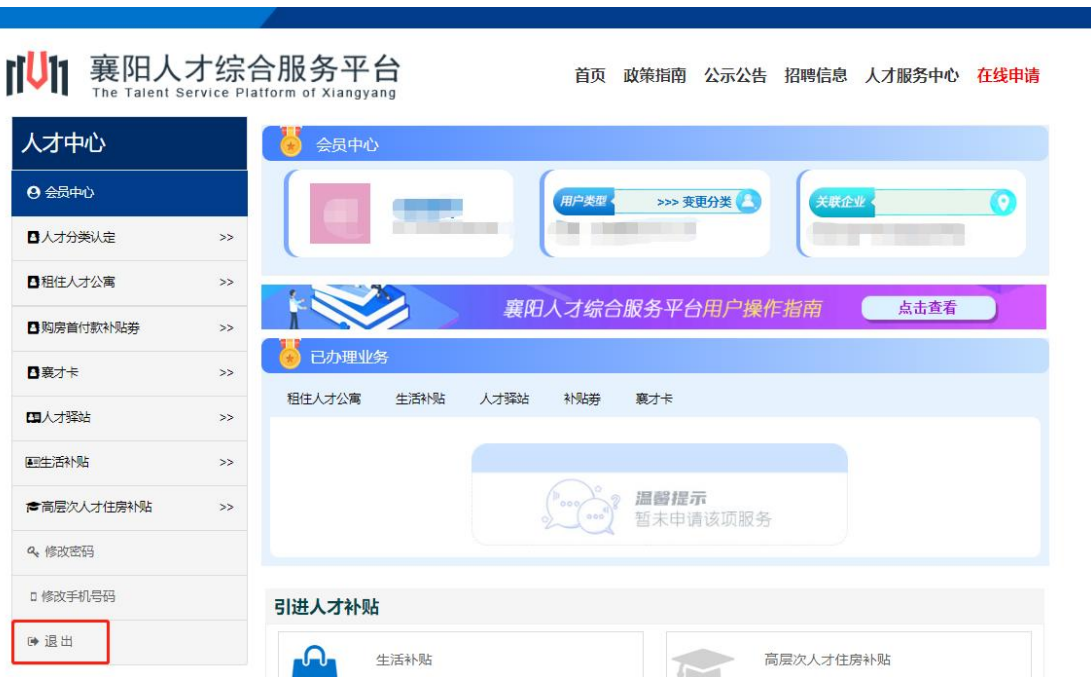 襄阳人才综合服务平台
The Talent Service Platform of Xiangyang
首页 政策指南 公示公告 招聘信息 人才服务中心 在线申请
人才中心
会员中心
人才分类认定 >>
租住人才公寓 >>
购房首付款补贴券 >>
襄才卡 >>
人才驿站 >>
生活补贴 >>
高层次人才住房补贴 >>
修改密码
修改手机号码
退出
会员中心
用户类型 >>> 变更分类
关联企业
襄阳人才综合服务平台用户操作指南 点击查看
已办理业务
租住人才公寓 生活补贴 人才驿站 补贴券 襄才卡
温馨提示
暂未申请该项服务
引进人才补贴
生活补贴
高层次人才住房补贴